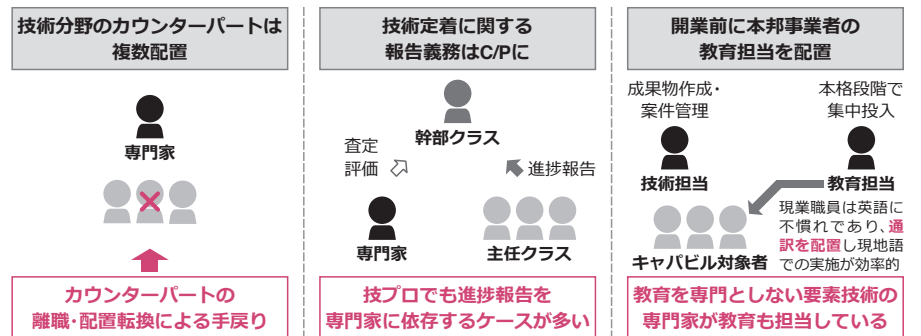 技術分野のカウンターパートは
複数配置
専門家
カウンターパートの
離職・配置転換による手戻り
技術定着に関する
報告義務はC/Pに
幹部クラス
査定
評価
進捗報告
専門家
主任クラス
技プロでも進捗報告を
専門家に依存するケースが多い
開業前に本邦事業者の
教育担当を配置
成果物作成・
案件管理
本格段階で
集中投入
技術担当
教育担当
現業職員は英語に
不慣れであり、通
訳を配置し現地語
での実施が効率的
キャパビル対象者
教育を専門としない要素技術の
専門家が教育も担当している